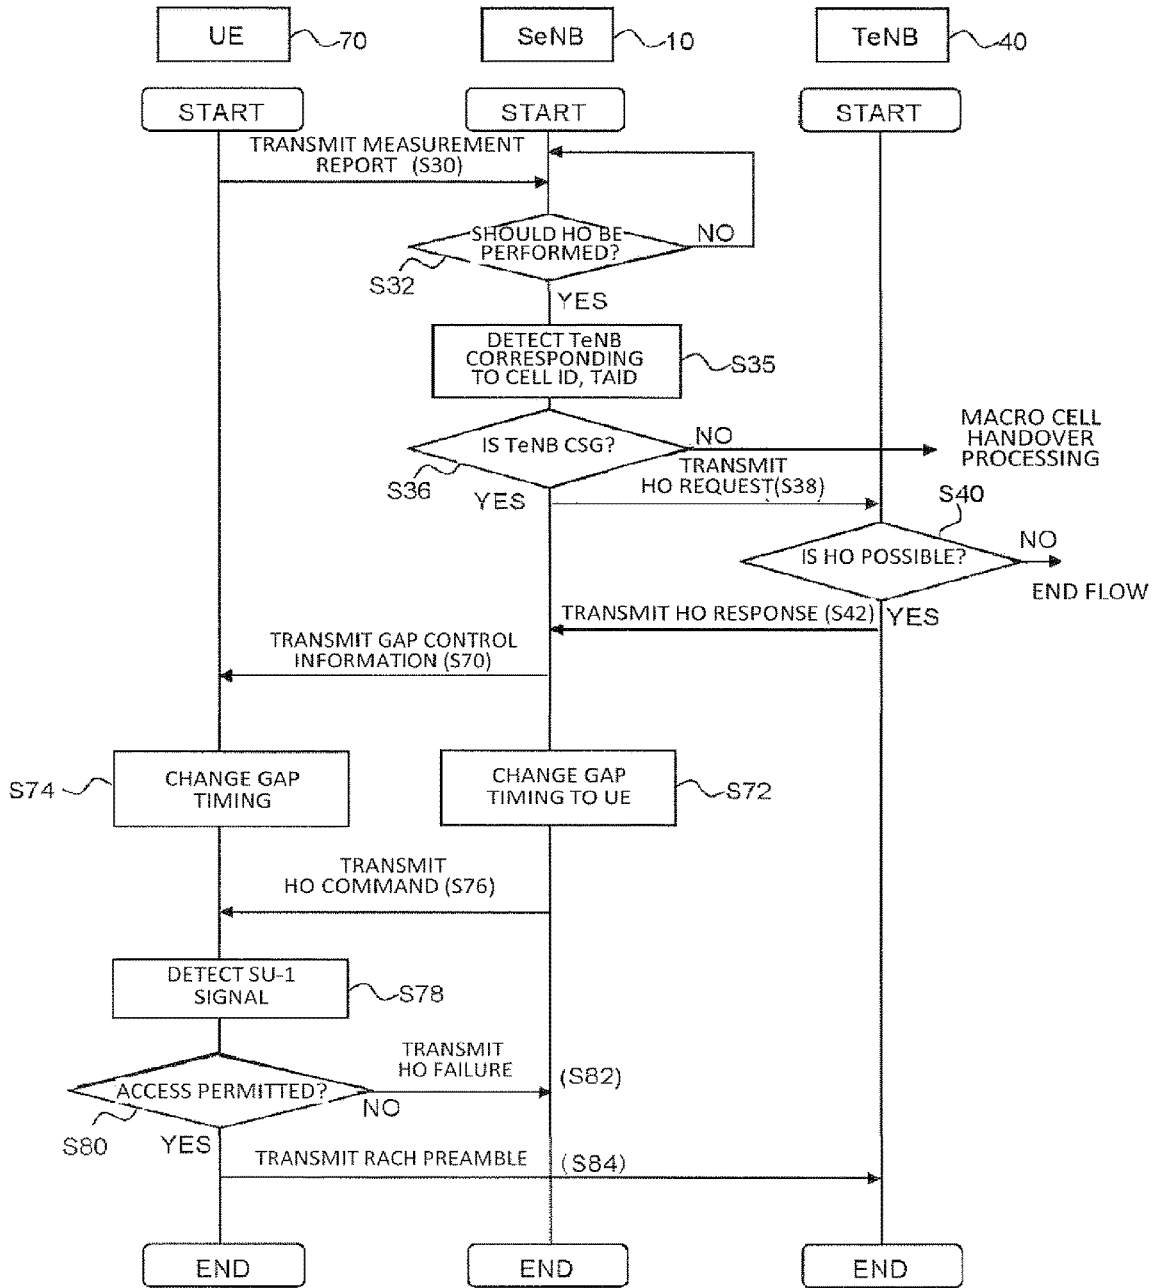 UE
70
SeNB
10
TeNB
40
START
START
START
TRANSMIT MEASUREMENT
REPORT (S30)
SHOULD HO BE
PERFORMED?
NO
S32
YES
DETECT TeNB
CORRESPONDING
TO CELL ID, TAID
S35
IS TeNB CSG?
NO
S36
YES
MACRO CELL
HANDOVER
PROCESSING
TRANSMIT
HO REQUEST(S38)
S40
IS HO POSSIBLE?
NO
END FLOW
YES
TRANSMIT HO RESPONSE (S42)
TRANSMIT GAP CONTROL
INFORMATION (S70)
S74
CHANGE GAP
TIMING
CHANGE GAP
TIMING TO UE
S72
TRANSMIT
HO COMMAND (S76)
DETECT SU-1
SIGNAL
S78
TRANSMIT
HO FAILURE
(S82)
ACCESS PERMITTED?
NO
S80
YES
TRANSMIT RACH PREAMBLE
(S84)
END
END
END